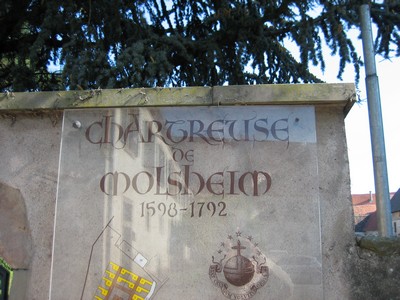 CHARTREUSE
DE
MOLSHEIM
1598-1792